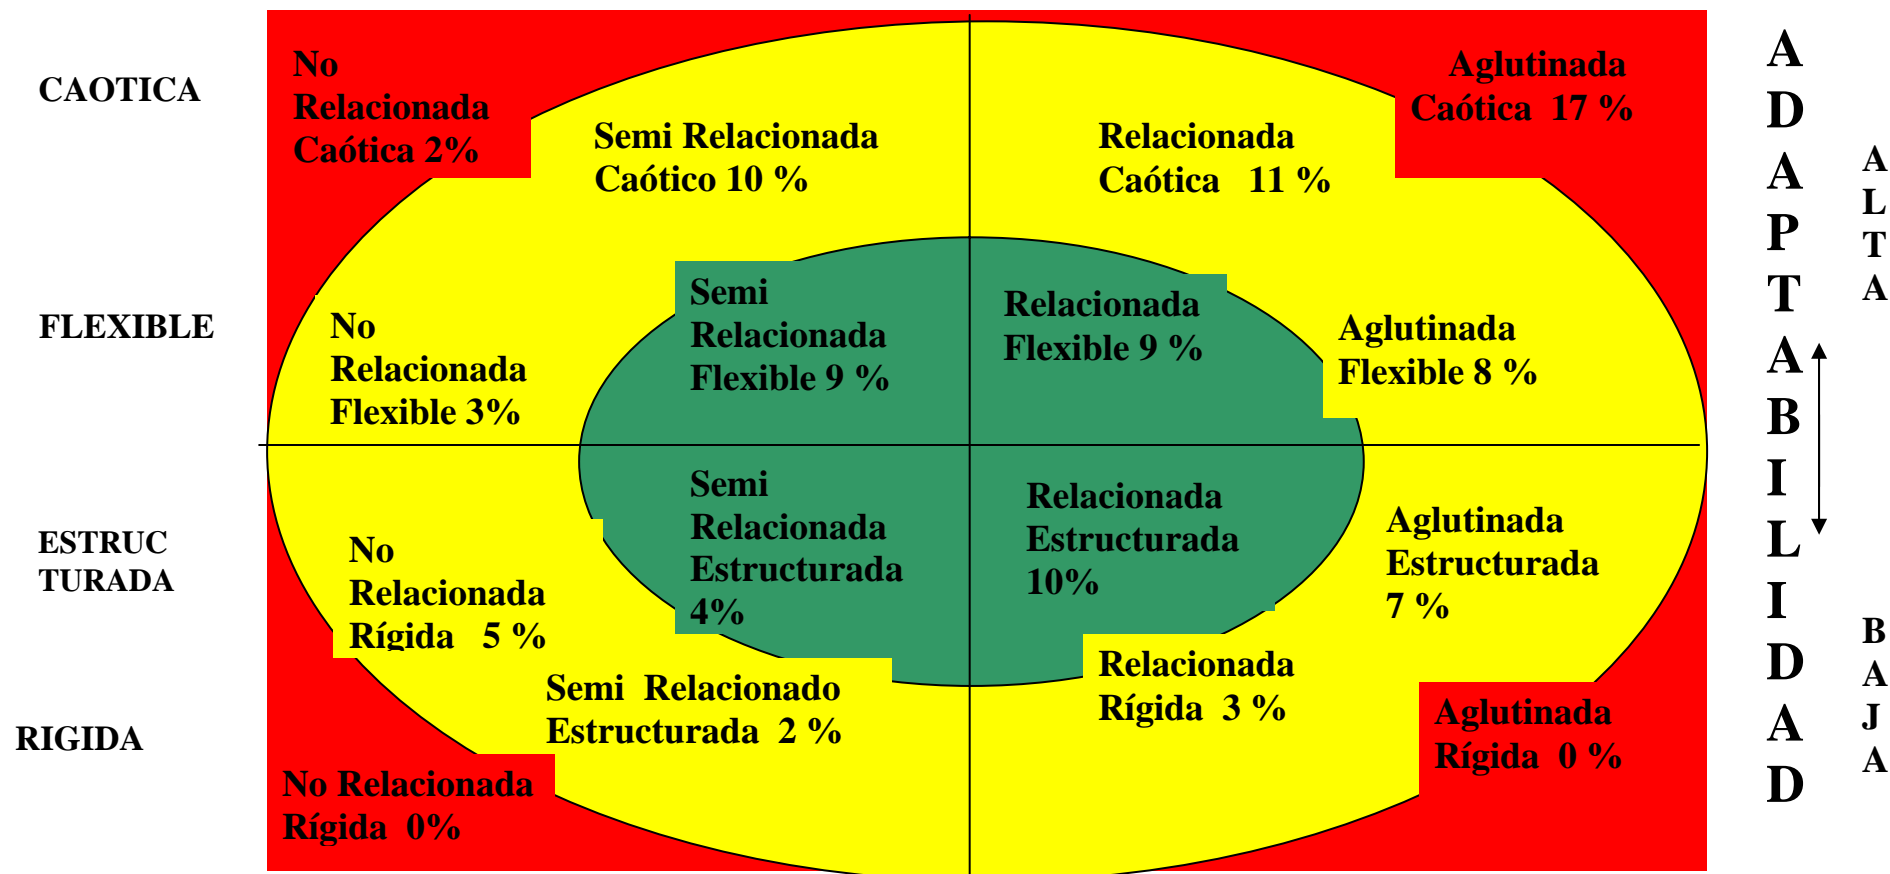 CAOTICA
FLEXIBLE
ESTRUC
TURADA
RIGIDA
No
Relacionada
Caótica 2%
Semi Relacionada
Caótico 10 %
Relacionada
Caótica 11 %
Aglutinada
Caótica 17 %
No
Relacionada
Flexible 3%
Semi
Relacionada
Flexible 9 %
Relacionada
Flexible 9 %
Aglutinada
Flexible 8 %
No
Relacionada
Rígida 5 %
Semi
Relacionada
Estructurada
4%
Relacionada
Estructurada
10%
Aglutinada
Estructurada
7 %
Semi Relacionado
Estructurada 2 %
Relacionada
Rígida 3 %
No Relacionada
Rígida 0%
Aglutinada
Rígida 0 %
A
D
A
P
T
A
B
I
L
I
D
A
D
A
L
T
A
B
A
J
A